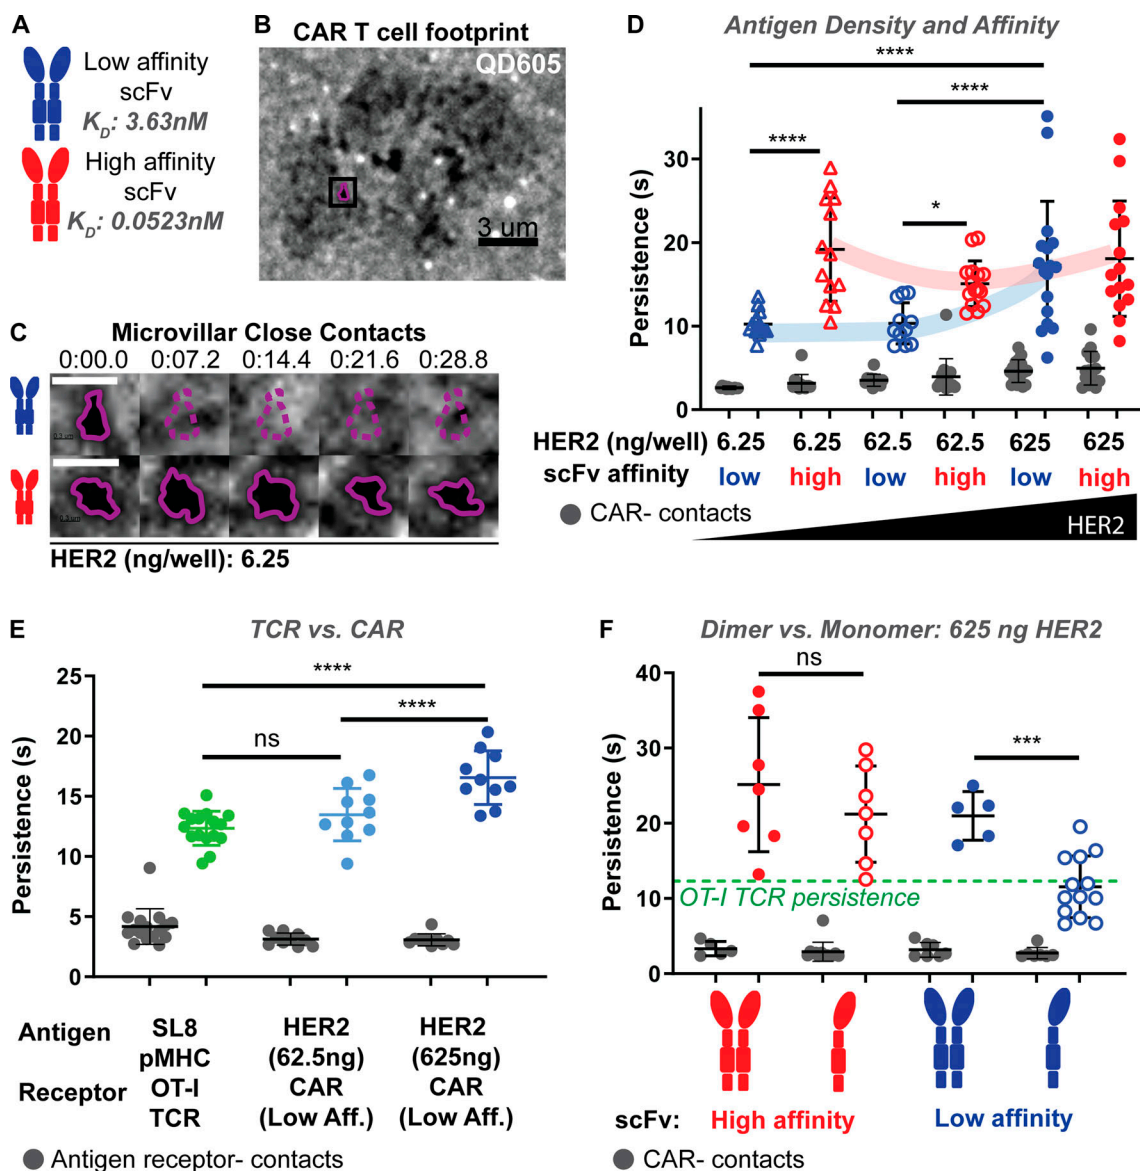 A
Low affinity
scFv
K_D: 3.63nM
High affinity
scFv
K_D: 0.0523nM
B
CAR T cell footprint
QD605
3 um
C
Microvillar Close Contacts
0:00.0 0:07.2 0:14.4 0:21.6 0:28.8
0.3 um
0.3 um
HER2 (ng/well): 6.25
D
Antigen Density and Affinity
****
****
****
*
Persistence (s)
30
20
10
0
HER2 (ng/well) 6.25 6.25 62.5 62.5 625 625
scFv affinity low high low high low high
CAR- contacts
HER2
E
TCR vs. CAR
****
****
ns
Persistence (s)
25
20
15
10
5
0
Antigen SL8 HER2 HER2
pMHC (62.5ng) (625ng)
Receptor OT-I CAR CAR
TCR (Low Aff.) (Low Aff.)
Antigen receptor- contacts
F
Dimer vs. Monomer: 625 ng HER2
ns
***
Persistence (s)
40
30
20
10
0
OT-I TCR persistence
scFv: High affinity Low affinity
CAR- contacts